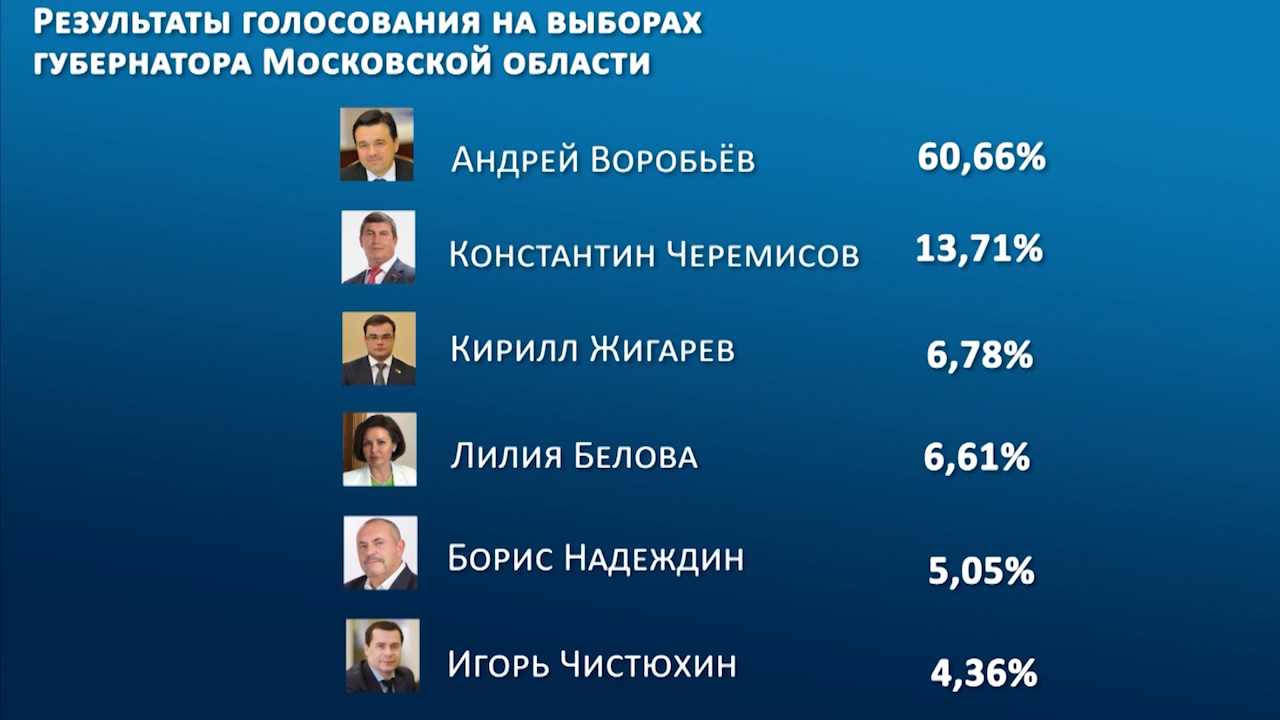 Результаты голосования на выборах
губернатора Московской области
Андрей Воробьёв 60,66%
Константин Черемисов 13,71%
Кирилл Жигарев 6,78%
Лилия Белова 6,61%
Борис Надеждин 5,05%
Игорь Чистюхин 4,36%